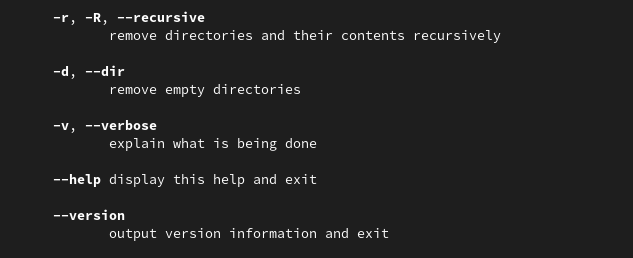 -r, -R, --recursive
remove directories and their contents recursively
-d, --dir
remove empty directories
-v, --verbose
explain what is being done
--help display this help and exit
--version
output version information and exit